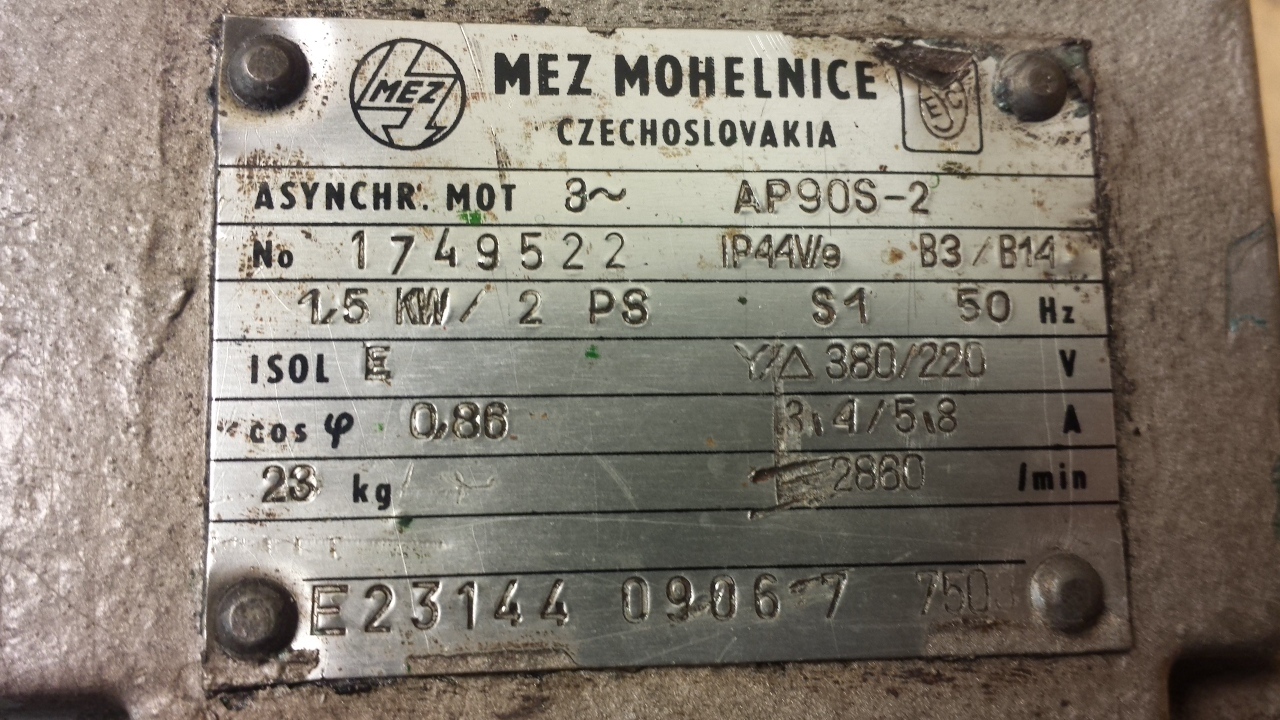 MEZ MEZ MOHELNICE ESC
CZECHOSLOVAKIA
ASYNCHR. MOT 3~ AP90S-2
No 1749522 IP44V/9 B3/B14
1,5 KW/ 2 PS S1 50 Hz
ISOL E Y/Δ 380/220 V
cos φ 0,86 3,4/5,8 A
23 kg 2860 /min
E23144 0906-7